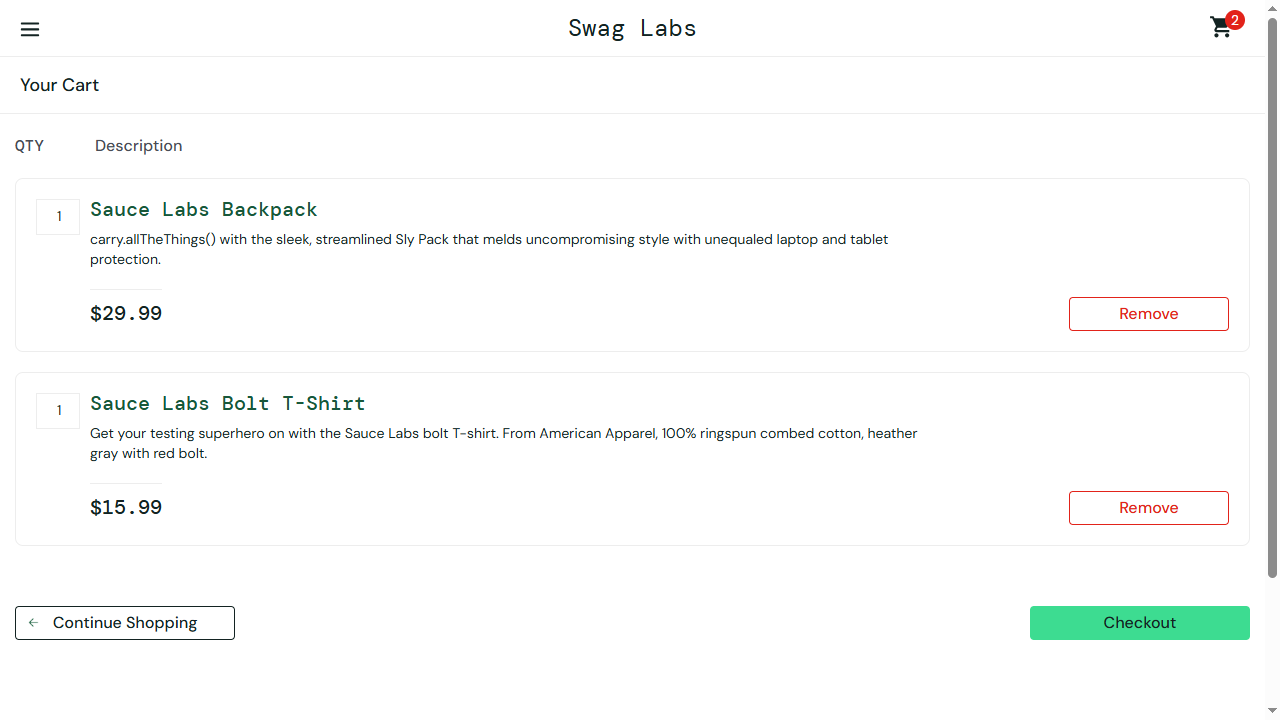 Swag Labs
2
Your Cart
QTY Description
1
Sauce Labs Backpack
carry.allTheThings() with the sleek, streamlined Sly Pack that melds uncompromising style with unequaled laptop and tablet
protection.
$29.99
Remove
1
Sauce Labs Bolt T-Shirt
Get your testing superhero on with the Sauce Labs bolt T-shirt. From American Apparel, 100% ringspun combed cotton, heather
gray with red bolt.
$15.99
Remove
Continue Shopping
Checkout